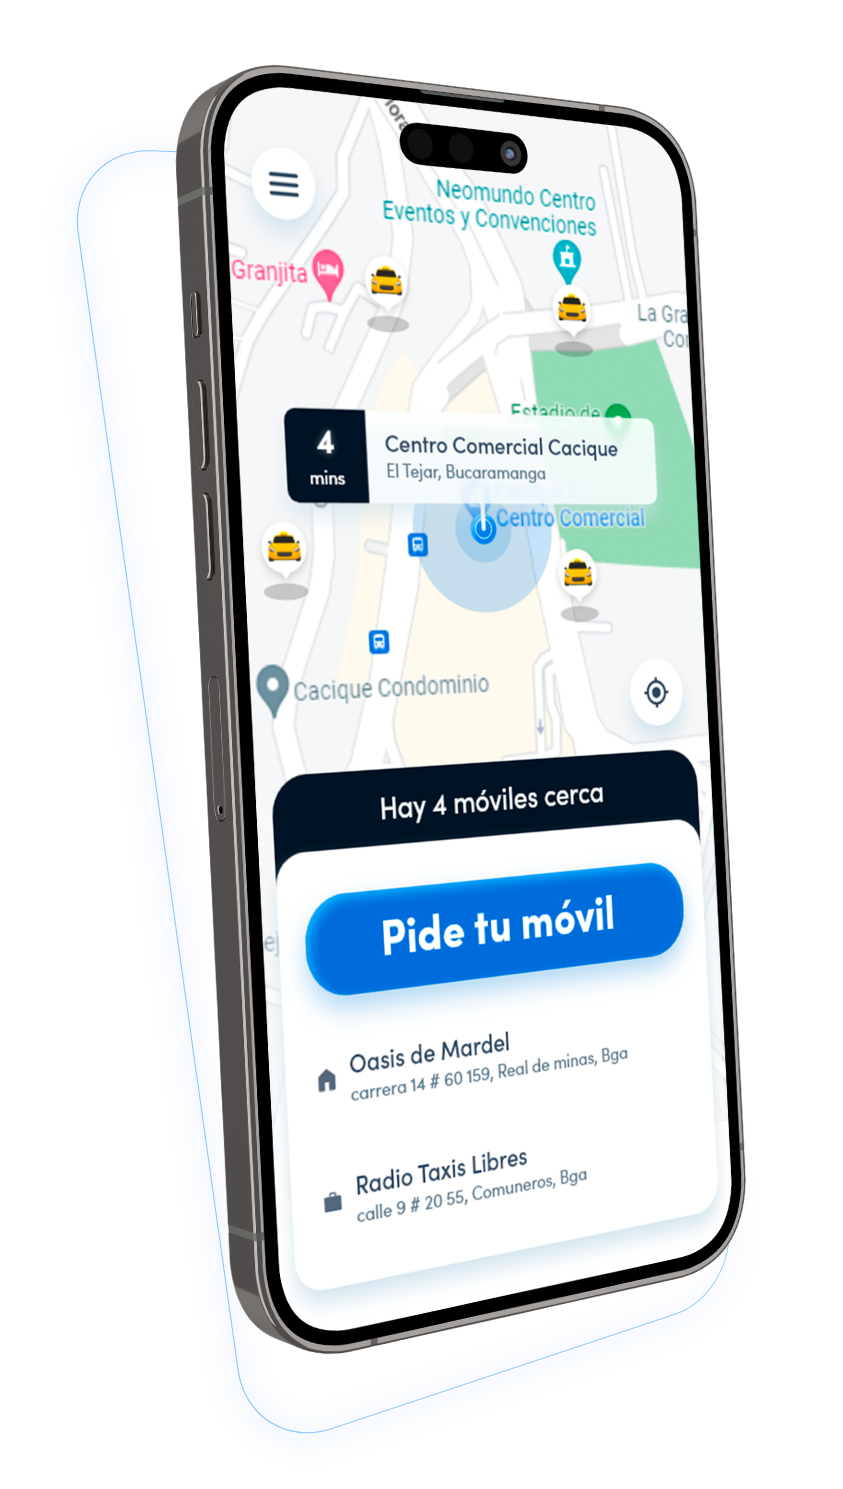 Neomundo Centro
Eventos y Convenciones
Granjita
La Gra
Cor
Estadio de
4
mins
Centro Comercial Cacique
El Tejar, Bucaramanga
Centro Comercial
Cacique Condominio
Hay 4 móviles cerca
Pide tu móvil
Oasis de Mardel
carrera 14 # 60 159, Real de minas, Bga
Radio Taxis Libres
calle 9 # 20 55, Comuneros, Bga